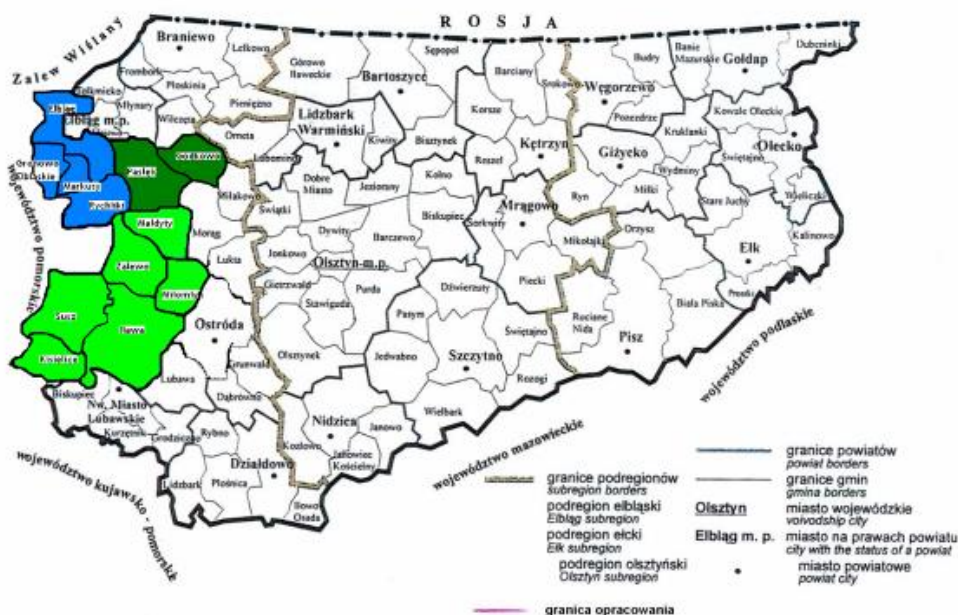 R O S J A
Zalew Wiślany
Braniewo
Lelkowo
Górowo
Iławeckie
Sępopol
Bartoszyce
Barciany
Srokowo
Węgorzewo
Budry
Banie
Mazurskie
Gołdap
Dubeninki
Frombork
Płoskinia
Tolkmicko
Młynary
Wilczęta
Pieniężno
Elbląg
Elbląg m.p.
Lidzbark
Warmiński
Korsze
Pozezdrze
Kruklanki
Kowale Oleckie
Orneta
Kiwity
Bisztynek
Reszel
Kętrzyn
Giżycko
Wydminy
Świętajno
Olecko
Gronowo
Elbląskie
Pasłęk
Godkowo
Lubomino
Dobre
Miasto
Jeziorany
Kolno
Markusy
Rychliki
Miłakowo
Świątki
Mrągowo
Ryn
Miłki
Stare Juchy
Wieliczki
Małdyty
Morąg
Dywity
Biskupiec
Sorkwity
Mikołajki
Orzysz
Kalinowo
Zalewo
Łukta
Jonkowo
Barczewo
Ełk
Olsztyn m.p.
Gietrzwałd
Purda
Dźwierzuty
Piecki
Biała Piska
Prostki
Miłomłyn
Stawiguda
Pasym
Ruciane
Nida
Susz
Iława
Ostróda
Świętajno
Pisz
Kisielice
Olsztynek
Jedwabno
Szczytno
Rozogi
Grunwald
Lubawa
Dąbrówno
Biskupiec
Nw. Miasto
Lubawskie
Wielbark
Nidzica
Kurzętnik
Grodziczno
Rybno
Kozłowo
Janowo
Janowiec
Kościelny
Działdowo
Lidzbark
Płośnica
Iłowo
Osada
województwo pomorskie
województwo kujawsko - pomorskie
województwo mazowieckie
województwo podlaskie
granice podregionów
subregion borders
podregion elbląski
Elbląg subregion
podregion ełcki
Ełk subregion
podregion olsztyński
Olsztyn subregion
granice powiatów
powiat borders
granice gmin
gmina borders
Olsztyn miasto wojewódzkie
voivodship city
Elbląg m. p. miasto na prawach powiatu
city with the status of a powiat
miasto powiatowe
powiat city
granica opracowania